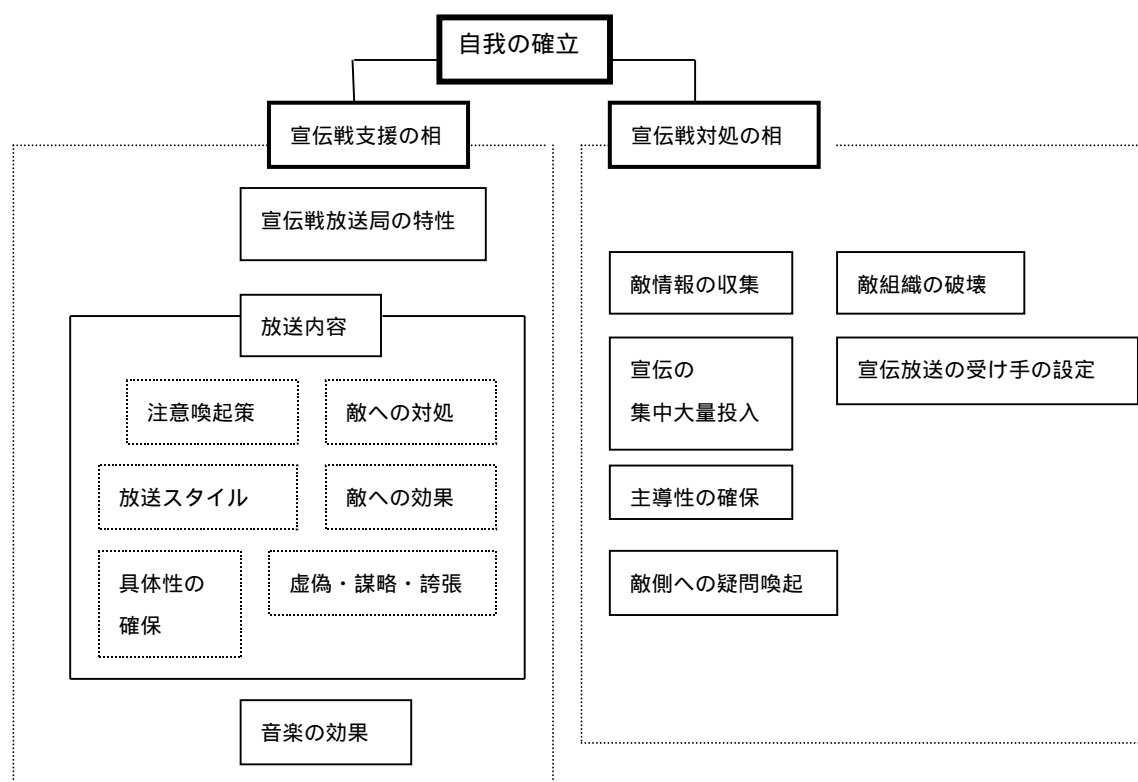 自我の確立
宣伝戦支援の相
宣伝戦対処の相
宣伝戦放送局の特性
放送内容
注意喚起策
敵への対処
放送スタイル
敵への効果
具体性の
確保
虚偽・謀略・誇張
音楽の効果
敵情報の収集
敵組織の破壊
宣伝の
集中大量投入
宣伝放送の受け手の設定
主導性の確保
敵側への疑問喚起